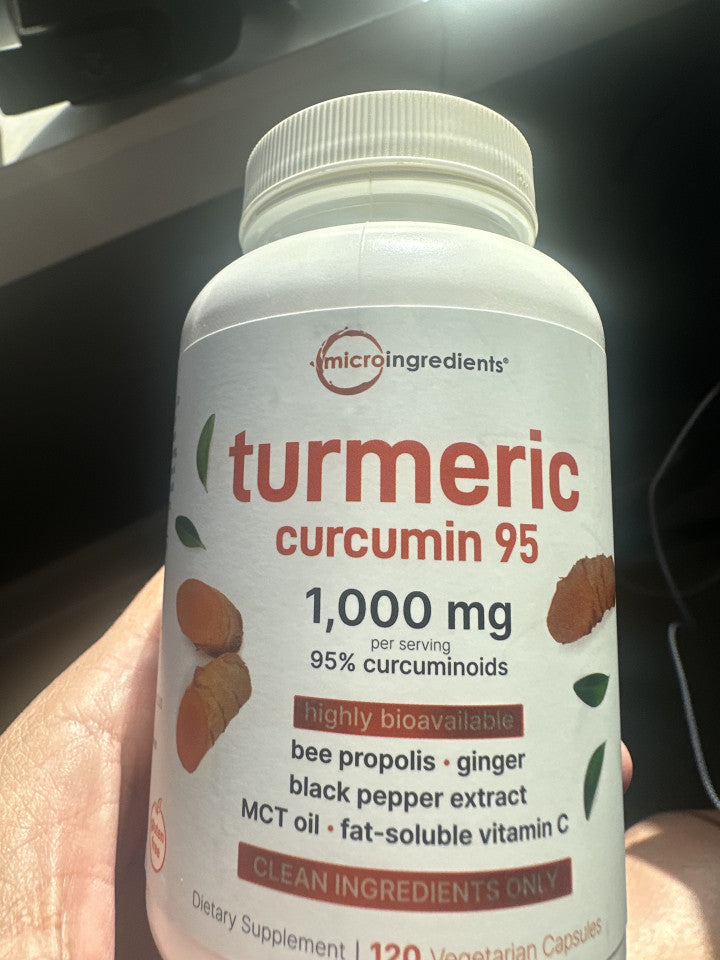 microingredients®
turmeric
curcumin 95
1,000 mg
per serving
95% curcuminoids
highly bioavailable
bee propolis • ginger
black pepper extract
MCT oil • fat-soluble vitamin C
CLEAN INGREDIENTS ONLY
Dietary Supplement | 120 Vegetarian Capsules